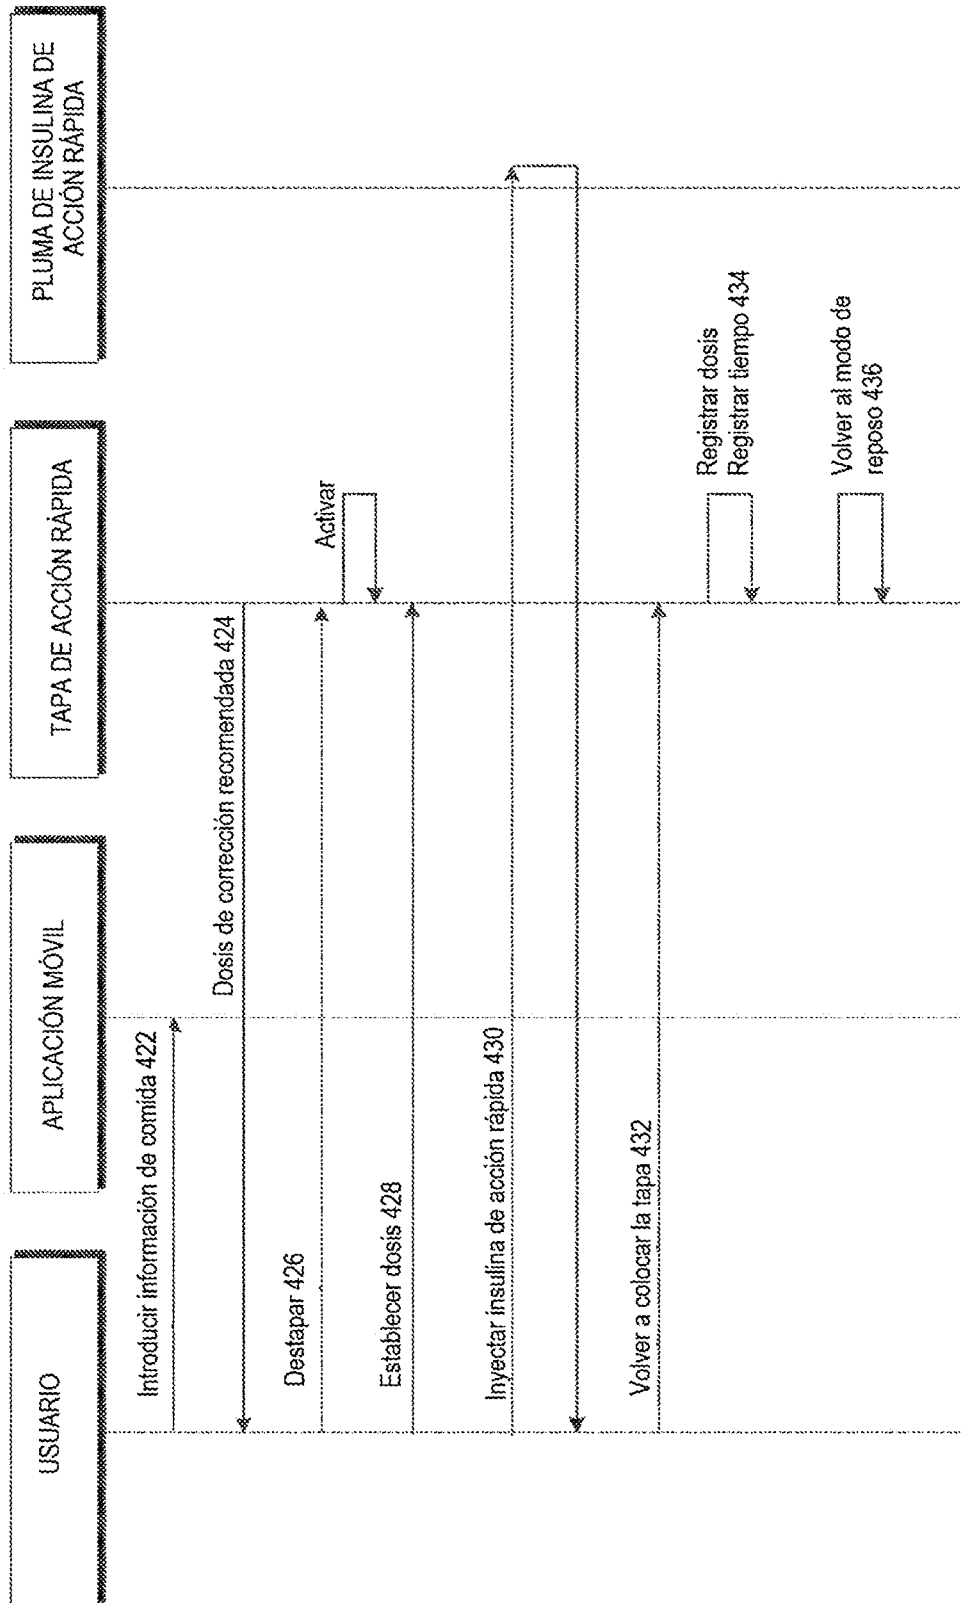 USUARIO
APLICACIÓN MÓVIL
TAPA DE ACCIÓN RÁPIDA
PLUMA DE INSULINA DE
ACCIÓN RÁPIDA
Introducir información de comida 422
Dosis de corrección recomendada 424
Destapar 426
Activar
Establecer dosis 428
Inyectar insulina de acción rápida 430
Volver a colocar la tapa 432
Registrar dosis
Registrar tiempo 434
Volver al modo de
reposo 436